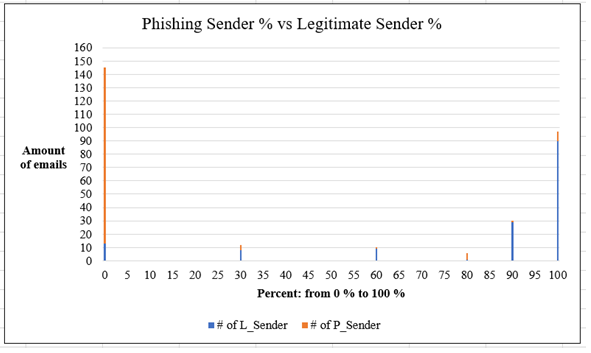 Phishing Sender % vs Legitimate Sender %
160
150
140
130
120
110
100
90
80
70
60
50
40
30
20
10
0
Amount
of emails
0 5 10 15 20 25 30 35 40 45 50 55 60 65 70 75 80 85 90 95 100
Percent: from 0 % to 100 %
# of L_Sender # of P_Sender